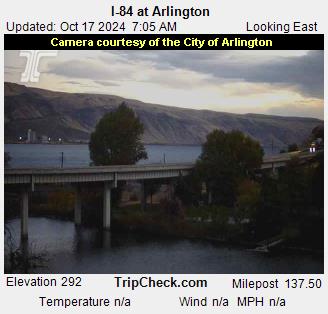 I-84 at Arlington
Updated: Oct 17 2024 7:05 AM Looking East
Camera courtesy of the City of Arlington
Elevation 292 TripCheck.com Milepost 137.50
Temperature n/a Wind n/a MPH n/a